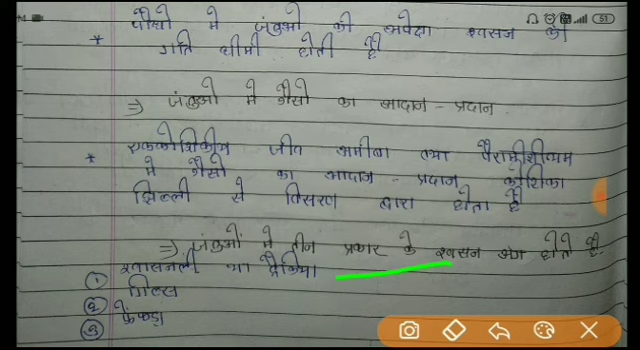 पौधो मे जंतुओ की अपेक्षा श्वसन की
* गति धीमी होती है
⇒ जंतुओ मे गैसो का आदान - प्रदान
एककोशिकीय जीव अमीबा तथा पैरामीशीयम
* मे गैसो का आदान - प्रदान कोशिका
झिल्ली से विसरण द्वारा होता है
⇒ जंतुओं मे तीन प्रकार के श्वसन अंग होते है.
① श्वासनली या ट्रैकिया
② गिल्स
③ फेफड़ा
51